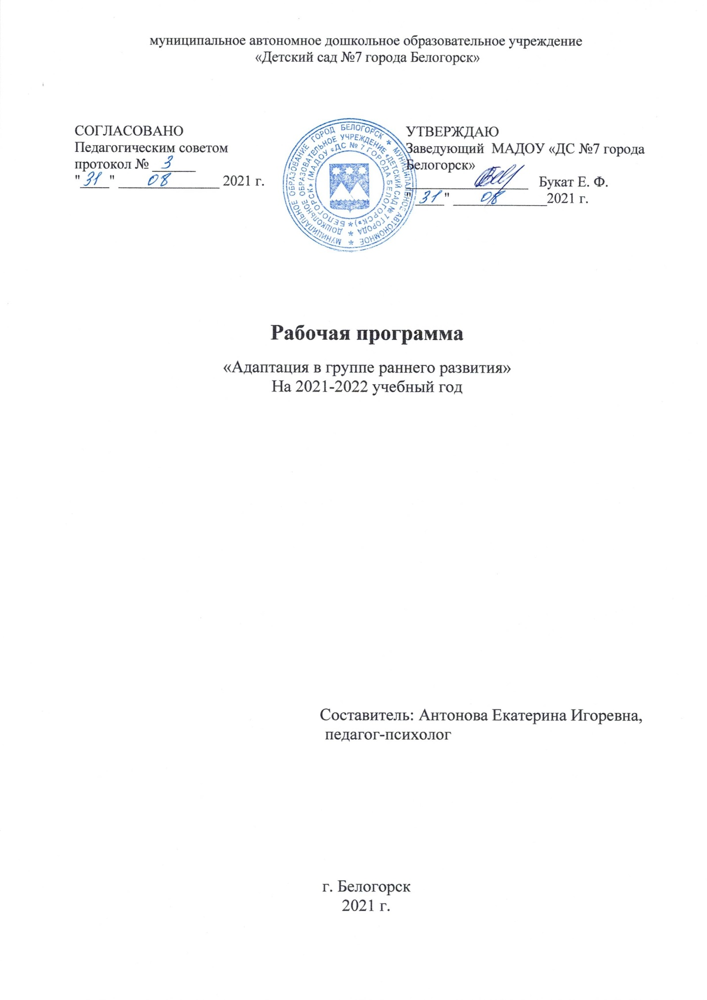 муниципальное автономное дошкольное образовательное учреждение
«Детский сад №7 города Белогорск»
СОГЛАСОВАНО
Педагогическим советом
протокол № 3
"31" 08 2021 г.
УТВЕРЖДАЮ
Заведующий МАДОУ «ДС №7 города
Белогорск»
Букат Е. Ф.
"31" 08 2021 г.
МУНИЦИПАЛЬНОЕ ОБРАЗОВАНИЕ ГОРОД БЕЛОГОРСК * МУНИЦИПАЛЬНОЕ АВТОНОМНОЕ *
ДОШКОЛЬНОЕ ОБРАЗОВАТЕЛЬНОЕ УЧРЕЖДЕНИЕ «ДЕТСКИЙ САД № 7 ГОРОДА *
БЕЛОГОРСК» (МАДОУ «ДС № 7 ГОРОДА БЕЛОГОРСК») *
Рабочая программа
«Адаптация в группе раннего развития»
На 2021-2022 учебный год
Составитель: Антонова Екатерина Игоревна,
педагог-психолог
г. Белогорск
2021 г.